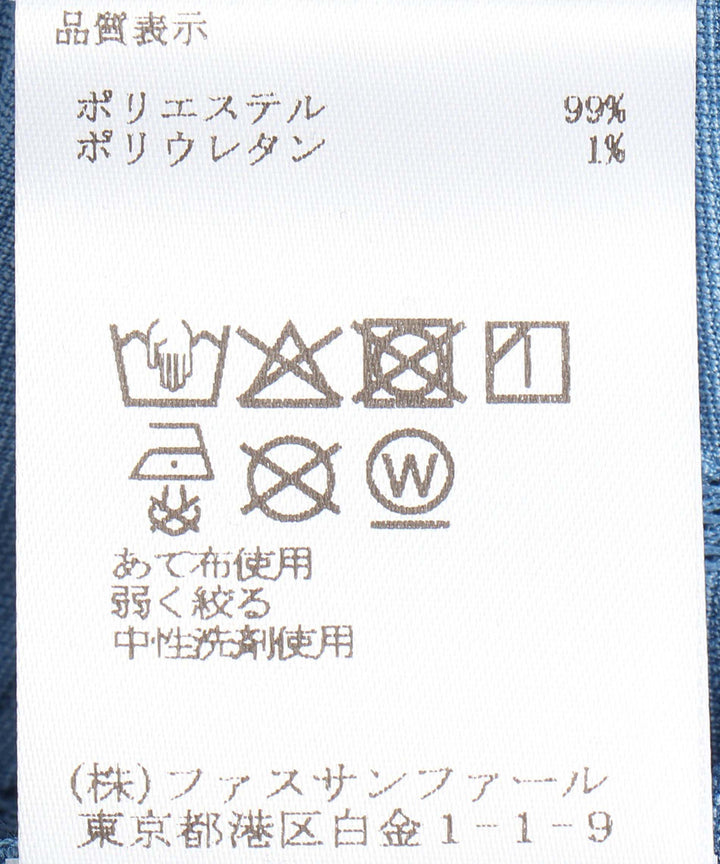 品質表示
ポリエステル 99%
ポリウレタン 1%
W
あて布使用
弱く絞る
中性洗剤使用
(株)ファスサンファール
東京都港区白金1-1-9